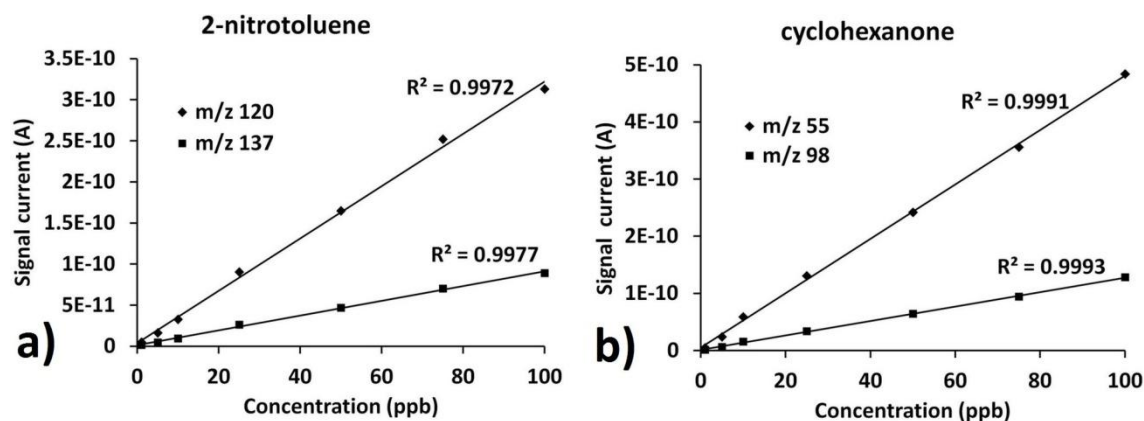 2-nitrotoluene
3.5E-10
3E-10
2.5E-10
2E-10
1.5E-10
1E-10
5E-11
0
Signal current (A)
R² = 0.9972
m/z 120
m/z 137
R² = 0.9977
0 20 40 60 80 100
Concentration (ppb)
a)
cyclohexanone
5E-10
4E-10
3E-10
2E-10
1E-10
0
Signal current (A)
R² = 0.9991
m/z 55
m/z 98
R² = 0.9993
0 20 40 60 80 100
Concentration (ppb)
b)